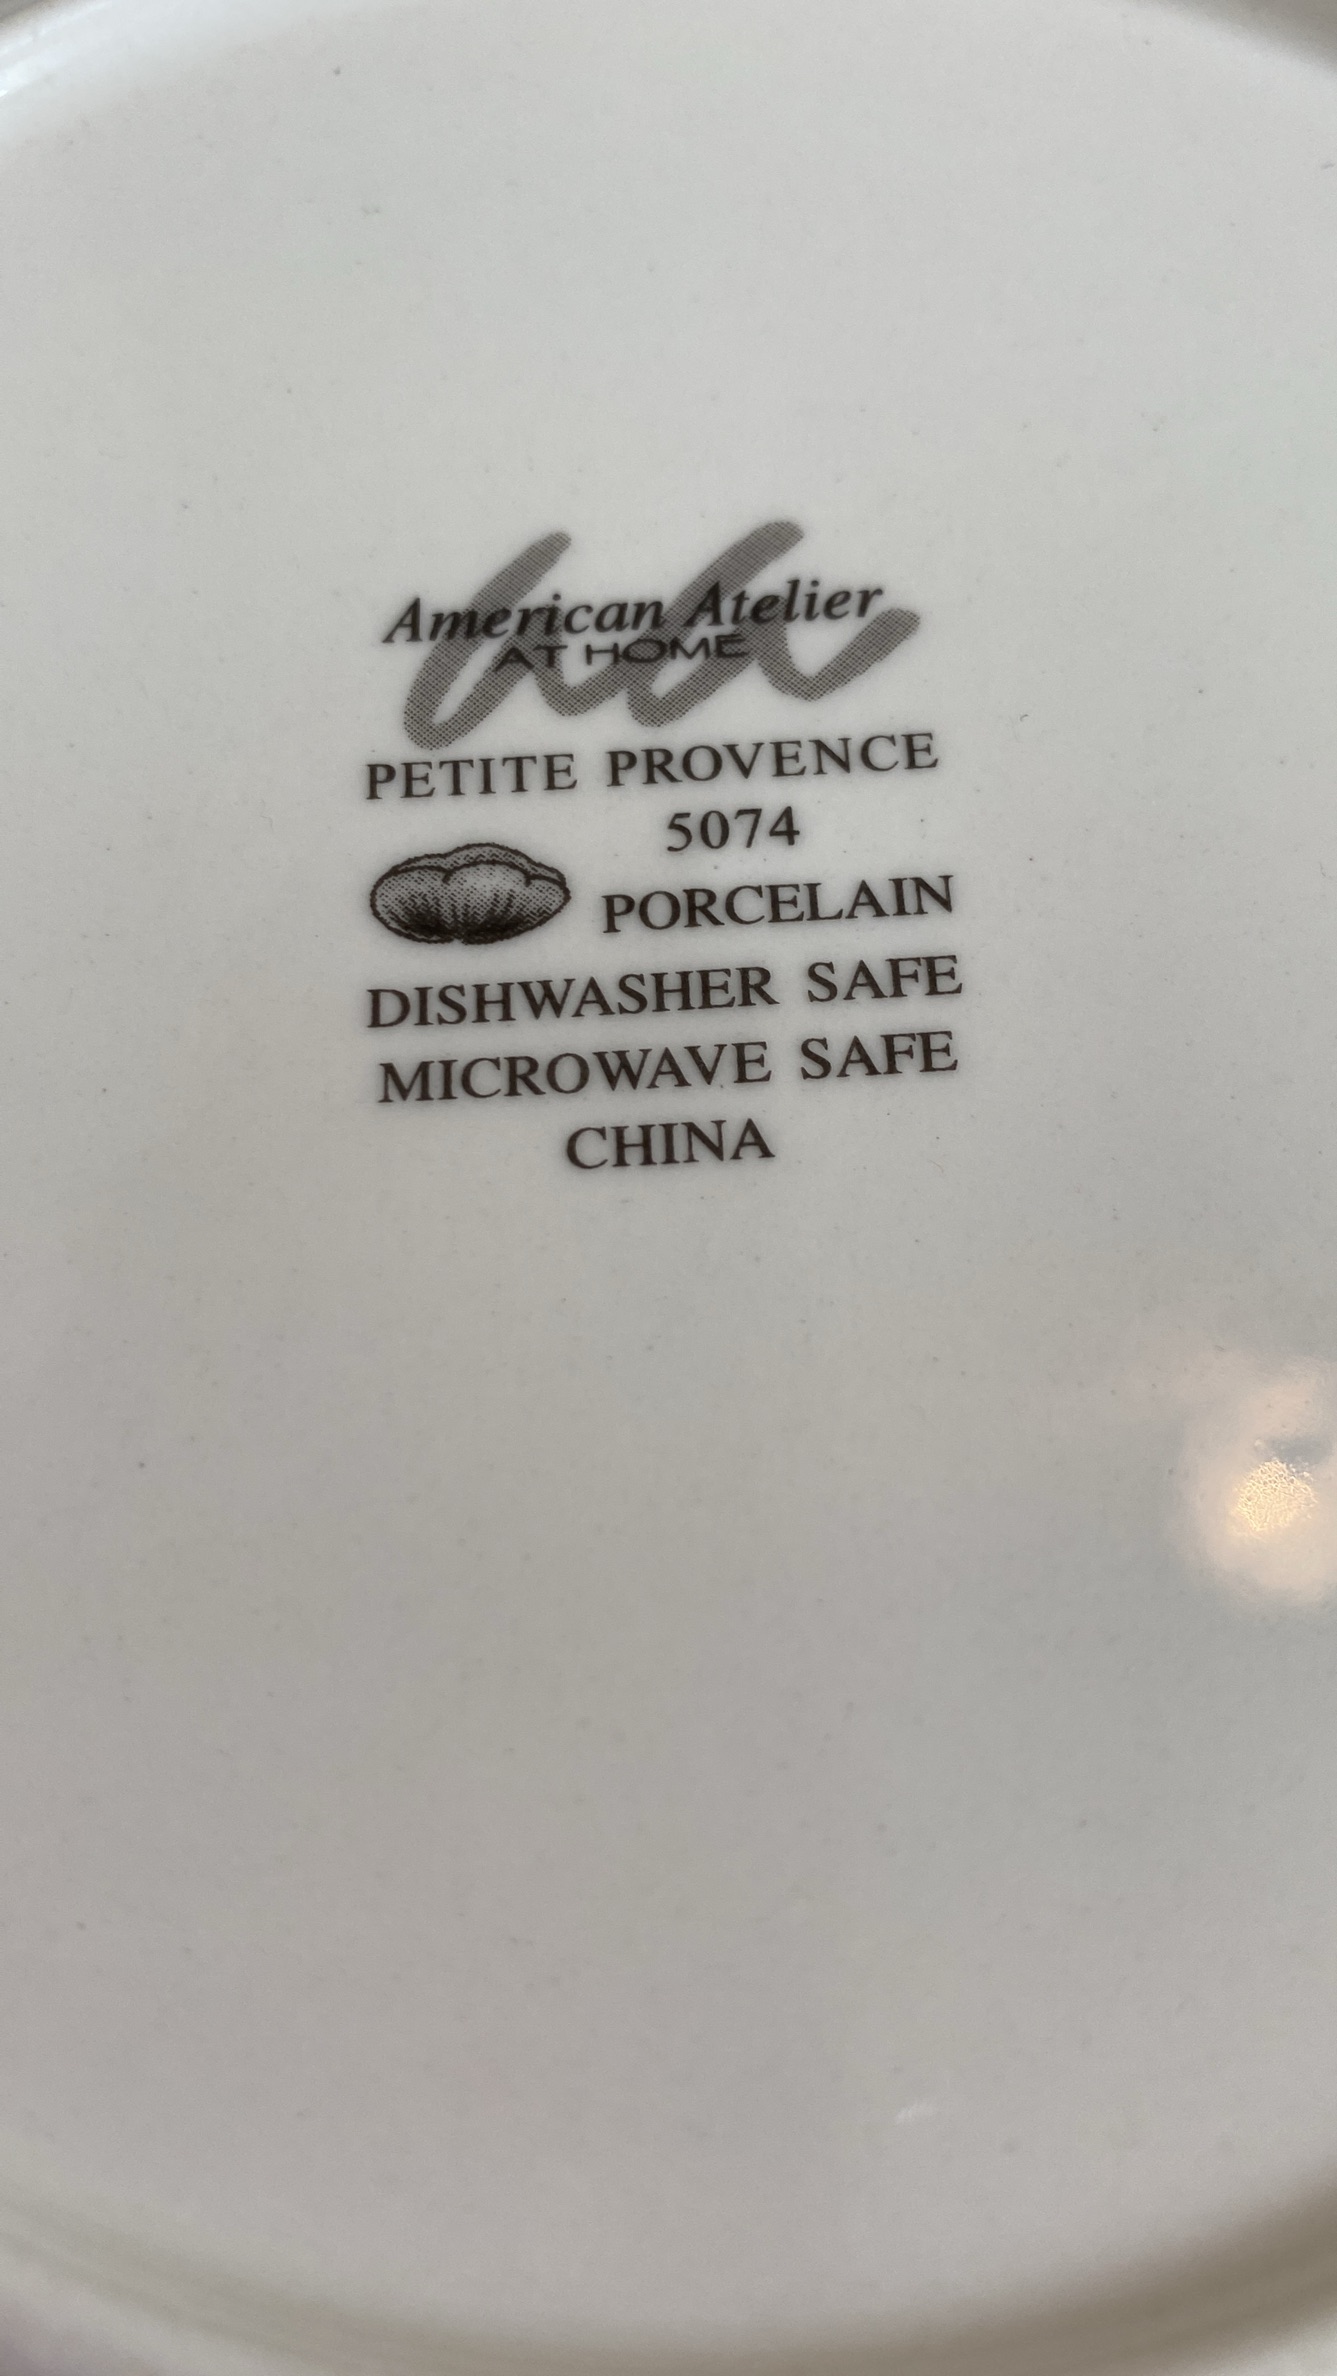 American Atelier
AT HOME
PETITE PROVENCE
5074
PORCELAIN
DISHWASHER SAFE
MICROWAVE SAFE
CHINA